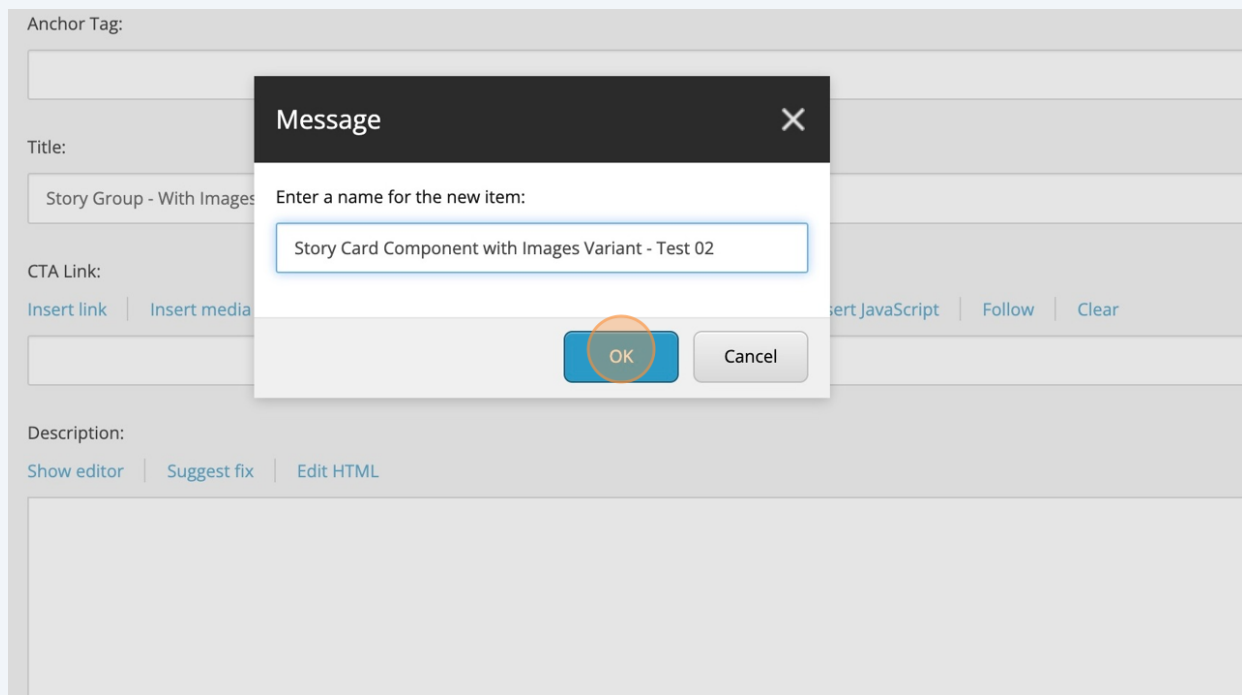 Anchor Tag:
Message
Title:
Story Group - With Images
Enter a name for the new item:
Story Card Component with Images Variant - Test 02
CTA Link:
Insert link Insert media JavaScript Follow Clear
OK Cancel
Description:
Show editor Suggest fix Edit HTML